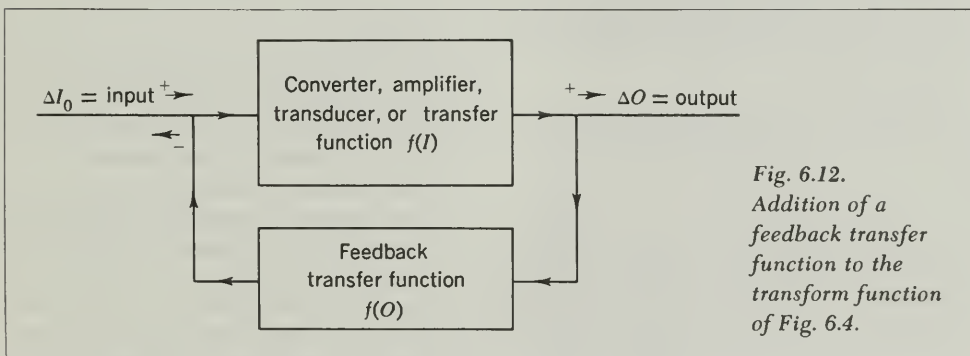 ΔI₀ = input
+
−
Converter, amplifier,
transducer, or transfer
function f(I)
+
ΔO = output
Feedback
transfer function
f(O)
Fig. 6.12.
Addition of a
feedback transfer
function to the
transform function
of Fig. 6.4.